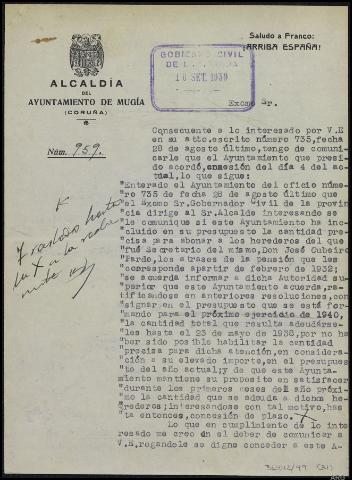 Saludo a Franco:
¡ARRIBA ESPAÑA!
GOBIERNO CIVIL
DE
18 SET. 1939
ALCALDÍA
DEL
AYUNTAMIENTO DE MUGÍA
(CORUÑA)
Núm. 959.
Excmo Sr.
Consecuente a lo interesado por V.E
en su atto.escrito número 735,fecha
28 de agosto último,tengo de comuni-
carle que el Ayuntamiento que presi-
do acordó,en sesión del día 4 del ac-
tual,lo que sigue:
"Enterado el Ayuntamiento del oficio núme-
"ro 735 de fecha 28 de agosto último que
"el Excmo Sr.Gobernador Civil de la provin-
"cia dirige al Sr.Alcalde interesando se
"le comunique si este Ayuntamiento ha in-
"cluído en su presupuesto la cantidad pre-
"cisa para abonar a los herederos del que
"fué Secretario del mismo,Don José Cubeiro
"Pardo,los atrasos de la pensión que les
"corresponde apartir de febrero de 1932;
"se acuerda informar a dicha Autoridad su-
"perior que este Ayuntamiento acuerda,ra-
"tificándose en anteriores resoluciones,con-
"signar en el presupuesto que se está for-
"mando para el próximo ejercicio de 1940,
"la cantidad total que resulta adeudárse-
"les hasta el 23 de mayo de 1938,por no ha-
"ber sido posible habilitar la cantidad
"precisa para dicha atención,en considera-
"ción a su elevado importe,en el presupues-
"to del año actual;y de que este Ayunta-
"miento mantiene su propósito en satisfacer
"durante los primeros meses del año próxi-
"mo la cantidad que se adeuda a dichos he-
"rederos;interesándose con tal motivo,has-
"ta entonces,concesión de plazo.
Lo que en cumplimiento de lo inte-
resado me creo en el deber de comunicar a
V.E,rogándole se digne conceder a este A-